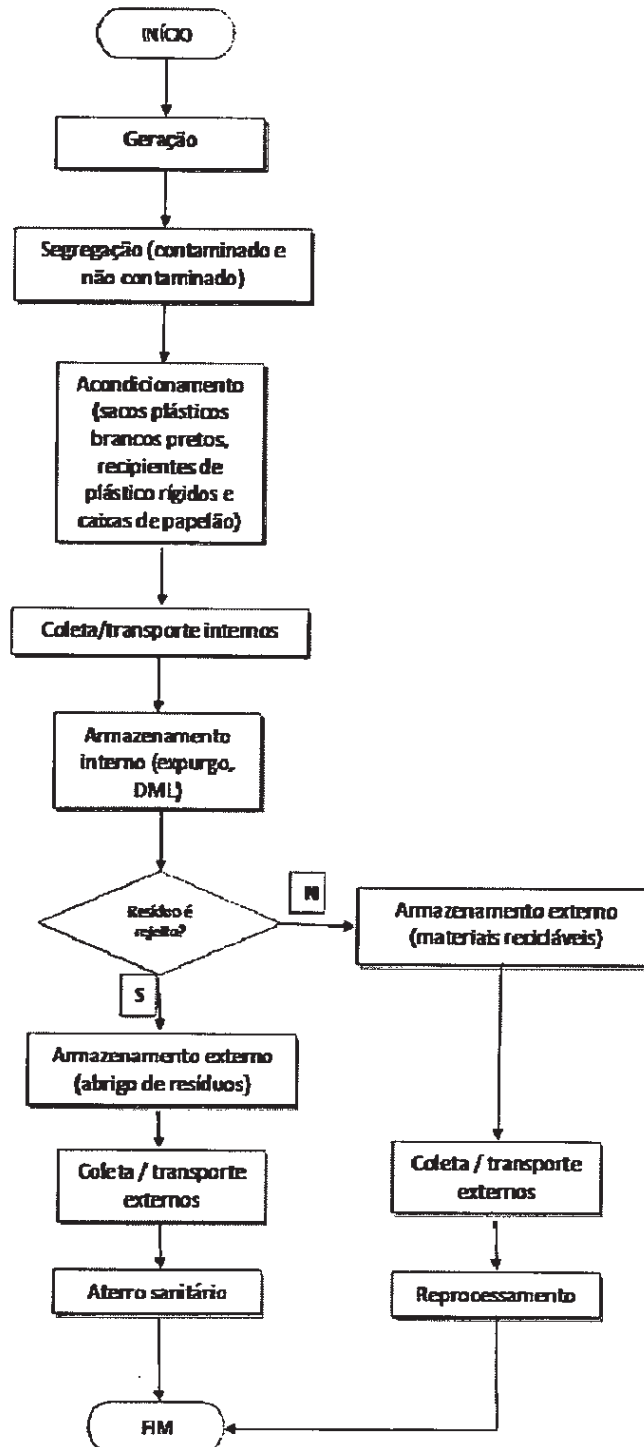 INÍCIO
Geração
Segregação (contaminado e
não contaminado)
Acondicionamento
(sacos plásticos
brancos pretos,
recipientes de
plástico rígidos e
caixas de papelão)
Coleta/transporte internos
Armazenamento
interno (expurgo,
DML)
Resíduo é
rejeito?
N
Armazenamento externo
(materiais recicláveis)
S
Armazenamento externo
(abrigo de resíduos)
Coleta / transporte
externos
Coleta / transporte
externos
Aterro sanitário
Reprocessamento
FIM